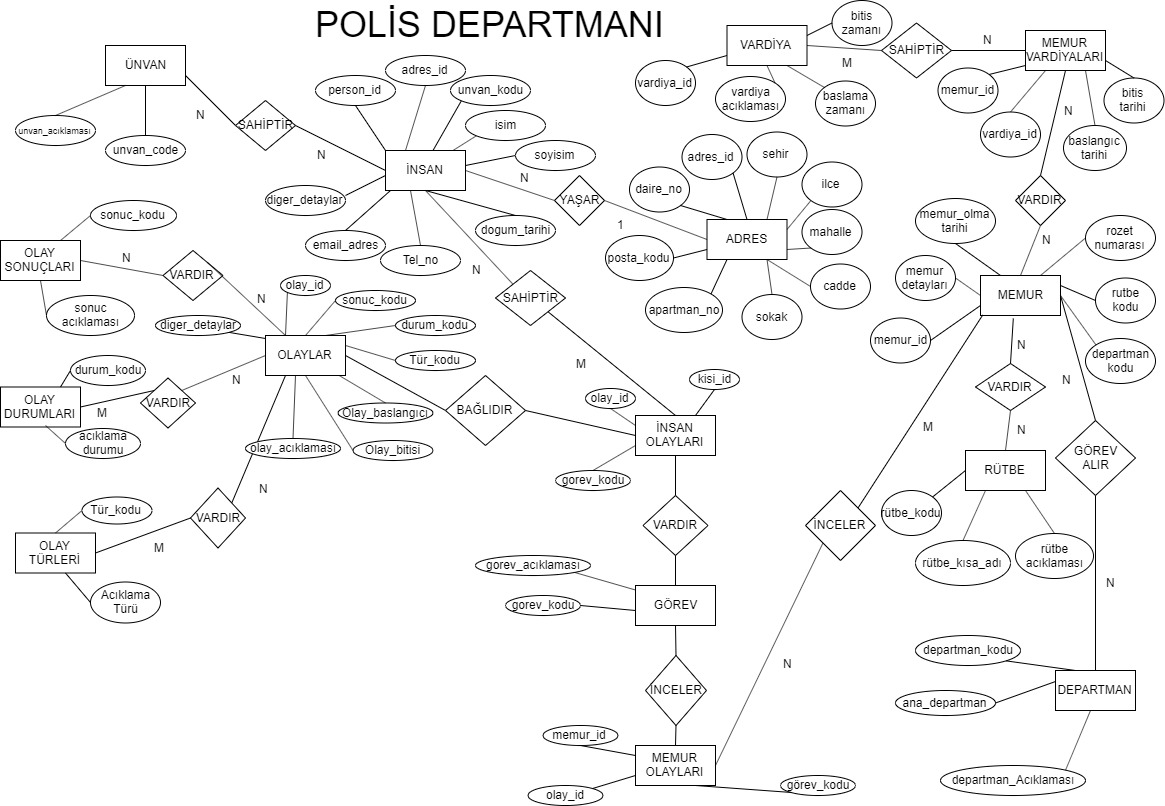 POLİS DEPARTMANI
ÜNVAN
unvan_acıklaması
unvan_code
N
SAHİPTİR
N
person_id
adres_id
unvan_kodu
isim
soyisim
İNSAN
diger_detaylar
email_adres
Tel_no
dogum_tarihi
N
YAŞAR
1
N
SAHİPTİR
M
VARDİYA
bitis
zamanı
vardiya_id
vardiya
acıklaması
baslama
zamanı
M
SAHİPTİR
N
MEMUR
VARDİYALARI
memur_id
vardiya_id
baslangıc
tarihi
bitis
tarihi
N
VARDIR
N
adres_id
sehir
daire_no
ilce
mahalle
ADRES
posta_kodu
cadde
apartman_no
sokak
memur_olma
tarihi
rozet
numarası
memur
detayları
MEMUR
rutbe
kodu
memur_id
departman
kodu
sonuc_kodu
OLAY
SONUÇLARI
N
VARDIR
N
sonuc
acıklaması
olay_id
sonuc_kodu
diger_detaylar
durum_kodu
OLAYLAR
Tür_kodu
Olay_baslangıcı
olay_acıklaması
Olay_bitisi
durum_kodu
OLAY
DURUMLARI
M
VARDIR
N
acıklama
durumu
BAĞLIDIR
N
VARDIR
M
Tür_kodu
OLAY
TÜRLERİ
Acıklama
Türü
kisi_id
olay_id
İNSAN
OLAYLARI
gorev_kodu
VARDIR
gorev_acıklaması
gorev_kodu
GÖREV
İNCELER
memur_id
MEMUR
OLAYLARI
olay_id
görev_kodu
M
İNCELER
N
N
VARDIR
N
RÜTBE
rütbe_kodu
rütbe_kısa_adı
rütbe
acıklaması
N
GÖREV
ALIR
N
departman_kodu
ana_departman
DEPARTMAN
departman_Acıklaması